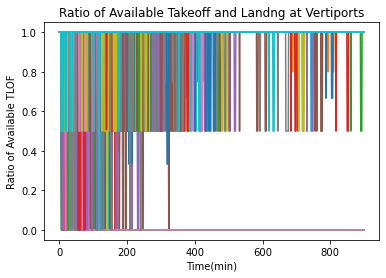 Ratio of Available Takeoff and Landng at Vertiports
Ratio of Available TLOF
1.0
0.8
0.6
0.4
0.2
0.0
0 200 400 600 800
Time(min)